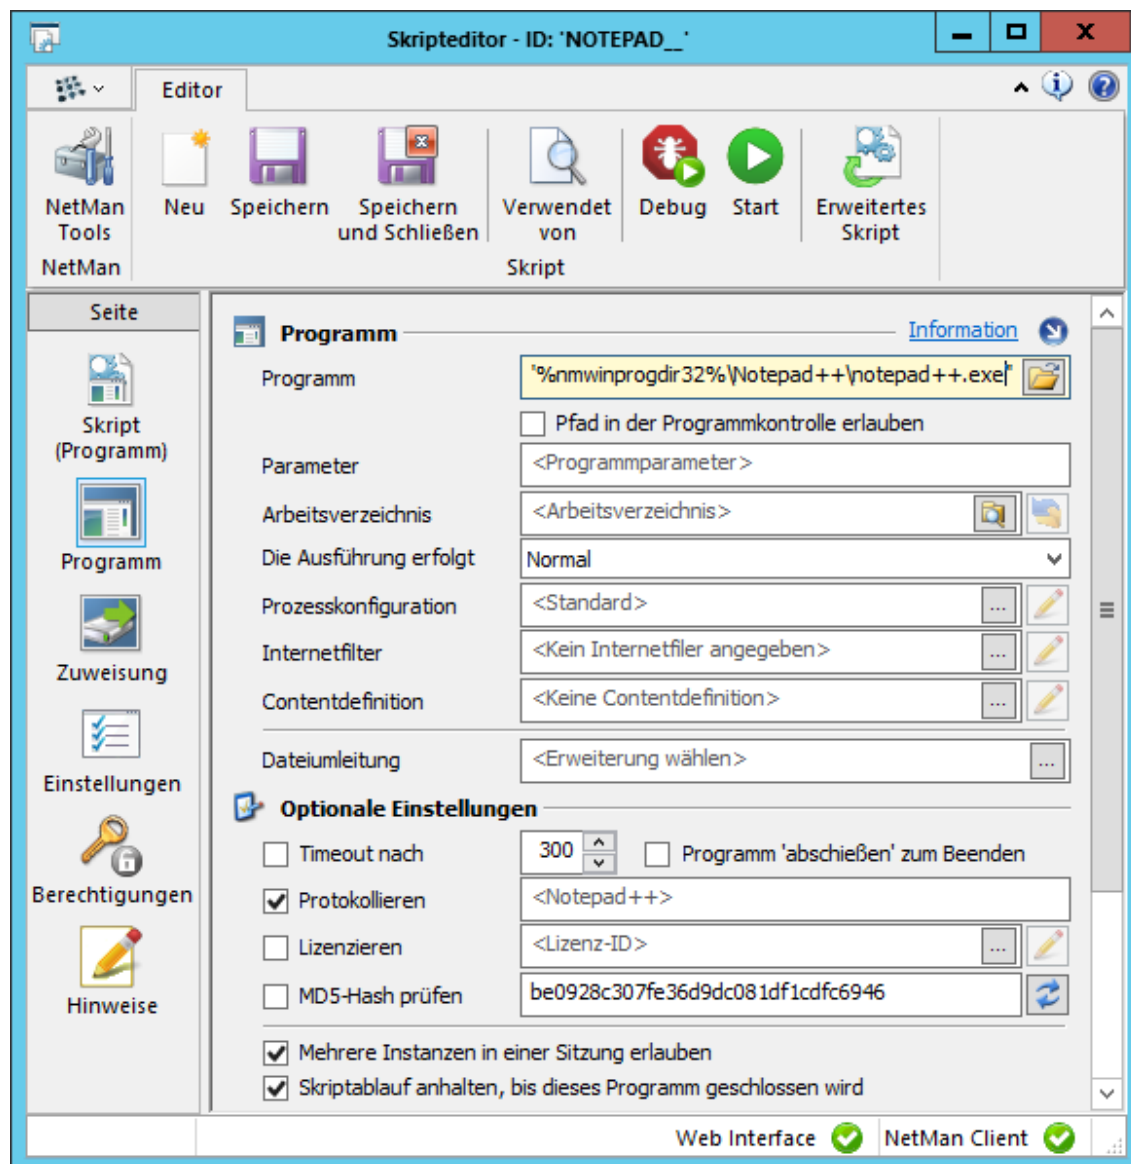 Skripteditor - ID: 'NOTEPAD__'
Editor
NetMan Tools
Neu
Speichern
Speichern und Schließen
Verwendet von
Debug
Start
Erweitertes Skript
NetMan
Skript
Seite
Skript (Programm)
Programm
Zuweisung
Einstellungen
Berechtigungen
Hinweise
Programm
Information
Programm "%nmwinprogdir32%\Notepad++\notepad++.exe"
Pfad in der Programmkontrolle erlauben
Parameter <Programmparameter>
Arbeitsverzeichnis <Arbeitsverzeichnis>
Die Ausführung erfolgt Normal
Prozesskonfiguration <Standard> ...
Internetfilter <Kein Internetfiler angegeben> ...
Contentdefinition <Keine Contentdefinition> ...
Dateiumleitung <Erweiterung wählen> ...
Optionale Einstellungen
Timeout nach 300 Programm 'abschießen' zum Beenden
Protokollieren <Notepad++>
Lizenzieren <Lizenz-ID> ...
MD5-Hash prüfen be0928c307fe36d9dc081df1cdfc6946
Mehrere Instanzen in einer Sitzung erlauben
Skriptablauf anhalten, bis dieses Programm geschlossen wird
Web Interface NetMan Client